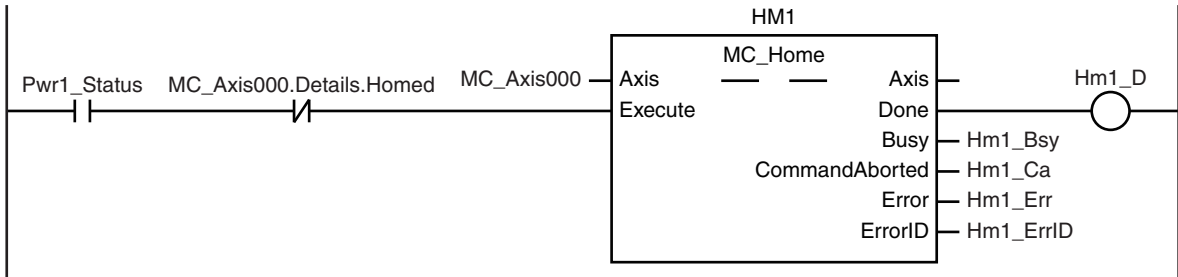 HM1
MC_Home
Pwr1_Status MC_Axis000.Details.Homed MC_Axis000 Axis Axis Hm1_D
Execute Done
Busy Hm1_Bsy
CommandAborted Hm1_Ca
Error Hm1_Err
ErrorID Hm1_ErrID